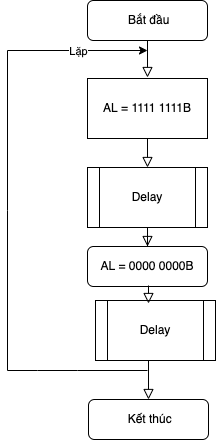 Bắt đầu
Lặp
AL = 1111 1111B
Delay
AL = 0000 0000B
Delay
Kết thúc